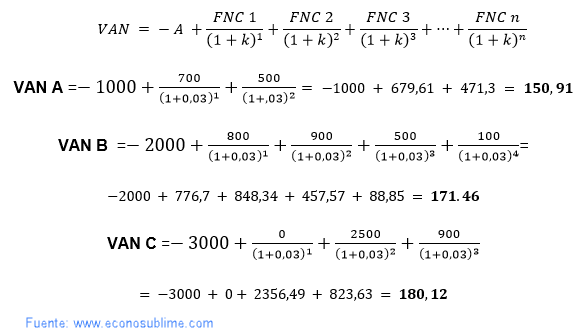 VAN = −A + FNC 1/(1 + k)¹ + FNC 2/(1 + k)² + FNC 3/(1 + k)³ + ⋯ + FNC n/(1 + k)ⁿ
VAN A =− 1000 + 700/(1+0,03)¹ + 500/(1+,03)² = −1000 + 679,61 + 471,3 = 150,91
VAN B =− 2000 + 800/(1+0,03)¹ + 900/(1+0,03)² + 500/(1+0,03)³ + 100/(1+0,03)⁴=
−2000 + 776,7 + 848,34 + 457,57 + 88,85 = 171.46
VAN C =− 3000 + 0/(1+0,03)¹ + 2500/(1+0,03)² + 900/(1+0,03)³
= −3000 + 0 + 2356,49 + 823,63 = 180,12
Fuente: www.econosublime.com